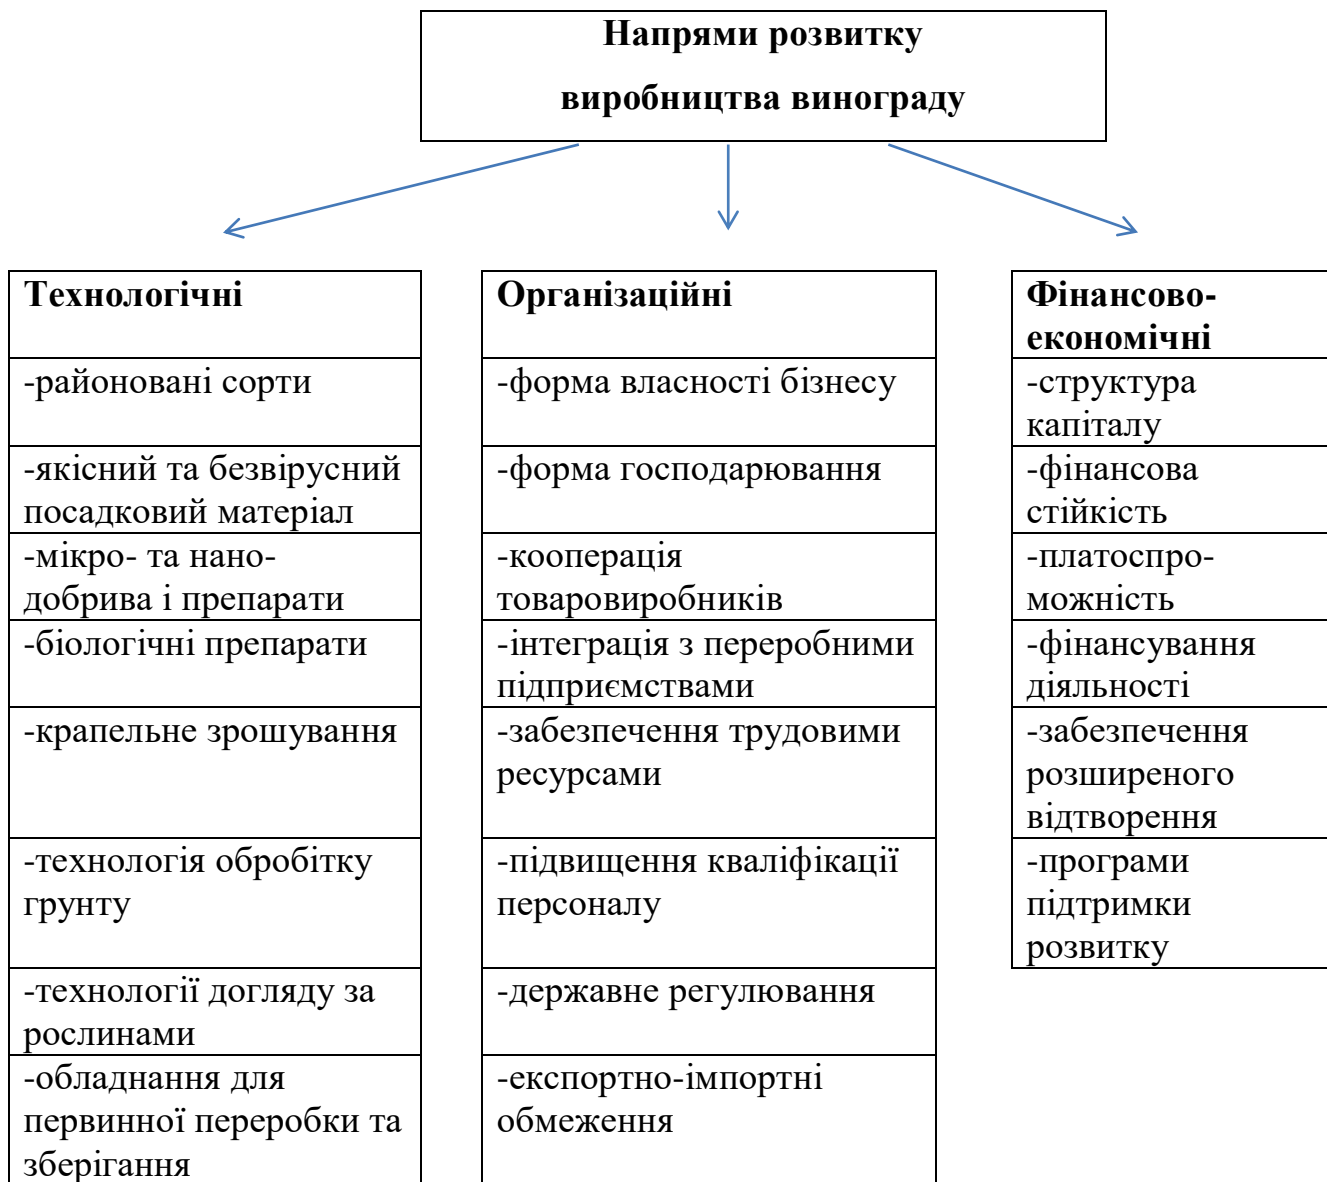 Напрями розвитку
виробництва винограду
Технологічні
-районовані сорти
-якісний та безвірусний
посадковий матеріал
-мікро- та нано-
добрива і препарати
-біологічні препарати
-крапельне зрошування
-технологія обробітку
грунту
-технології догляду за
рослинами
-обладнання для
первинної переробки та
зберігання
Організаційні
-форма власності бізнесу
-форма господарювання
-кооперація
товаровиробників
-інтеграція з переробними
підприємствами
-забезпечення трудовими
ресурсами
-підвищення кваліфікації
персоналу
-державне регулювання
-експортно-імпортні
обмеження
Фінансово-
економічні
-структура
капіталу
-фінансова
стійкість
-платоспро-
можність
-фінансування
діяльності
-забезпечення
розширеного
відтворення
-програми
підтримки
розвитку